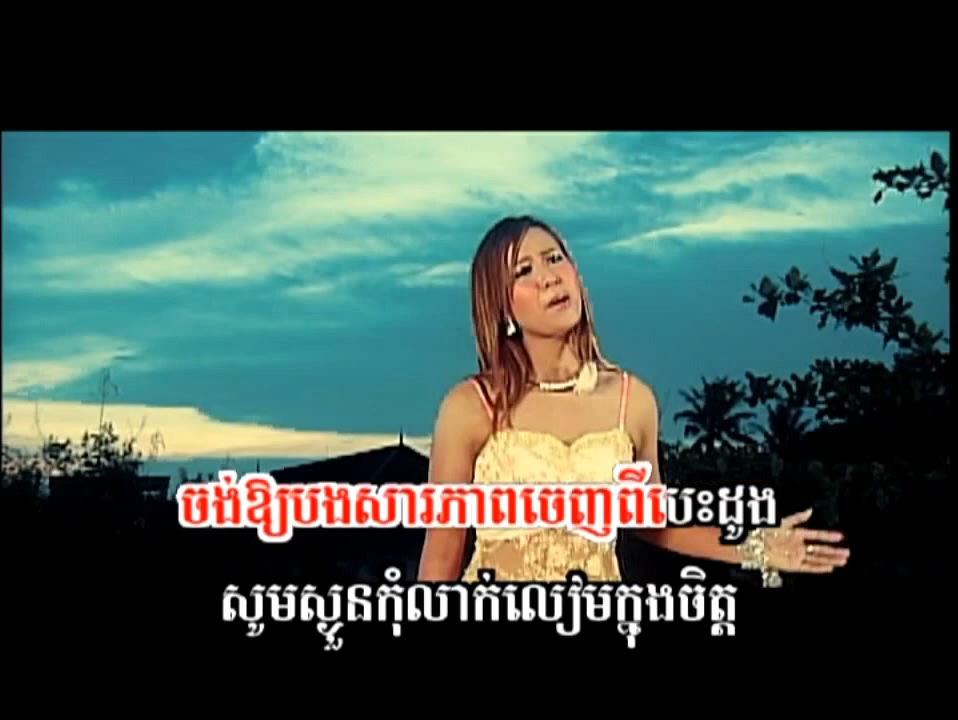 ចង់ឱ្យបងសារភាពចេញពីបេះដូង
សូមស្ងួនកុំលាក់លៀមក្នុងចិត្ត